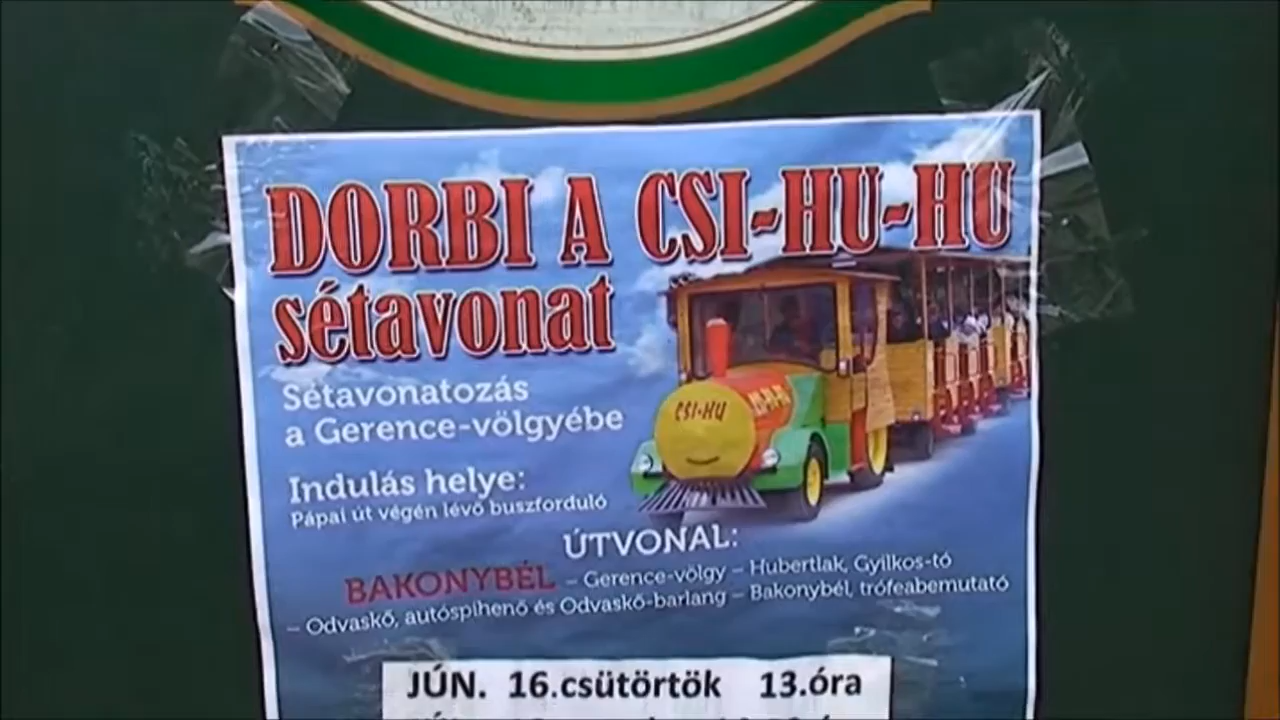 DORBI A CSI-HU-HU
sétavonat
Sétavonatozás
a Gerence-völgyébe
CSI-HU
Indulás helye:
Pápai út végén lévő buszforduló
ÚTVONAL:
BAKONYBÉL – Gerence-völgy – Hubertlak, Gyilkos-tó
– Odvaskő, autóspihenő és Odvaskő-barlang – Bakonybél, trófeabemutató
JÚN. 16.csütörtök 13.óra